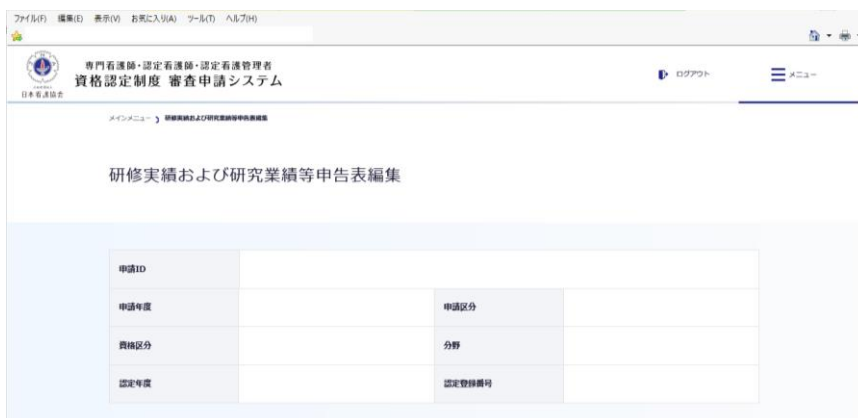 ファイル(F) 編集(E) 表示(V) お気に入り(A) ツール(T) ヘルプ(H)
専門看護師・認定看護師・認定看護管理者
資格認定制度 審査申請システム
日本看護協会
ログアウト
メニュー
メインメニュー 研修実績および研究業績等申告表編集
研修実績および研究業績等申告表編集
申請ID
申請年度 申請区分
資格区分 分野
認定年度 認定登録番号